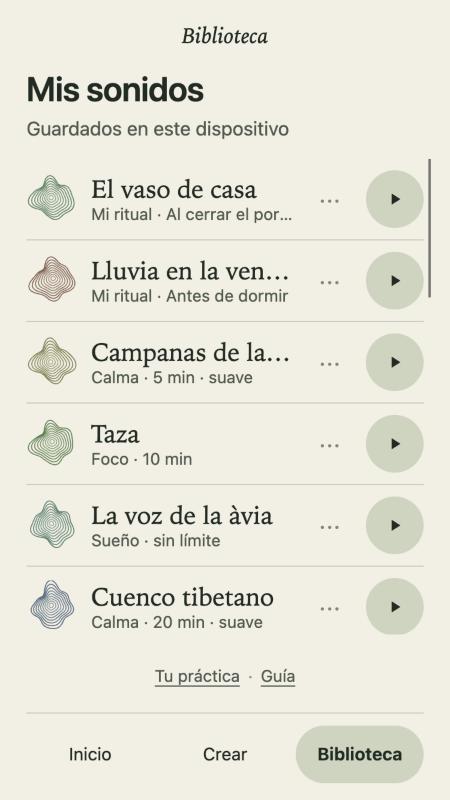 Biblioteca
Mis sonidos
Guardados en este dispositivo
El vaso de casa
Mi ritual · Al cerrar el por...
Lluvia en la ven...
Mi ritual · Antes de dormir
Campanas de la...
Calma · 5 min · suave
Taza
Foco · 10 min
La voz de la àvia
Sueño · sin límite
Cuenco tibetano
Calma · 20 min · suave
Tu práctica · Guía
Inicio Crear Biblioteca